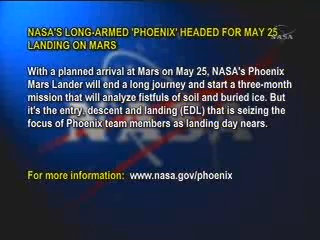 NASA
NASA'S LONG-ARMED 'PHOENIX' HEADED FOR MAY 25
LANDING ON MARS
With a planned arrival at Mars on May 25, NASA's Phoenix
Mars Lander will end a long journey and start a three-month
mission that will analyze fistfuls of soil and buried ice. But
it's the entry, descent and landing (EDL) that is seizing the
focus of Phoenix team members as landing day nears.
For more information: www.nasa.gov/phoenix